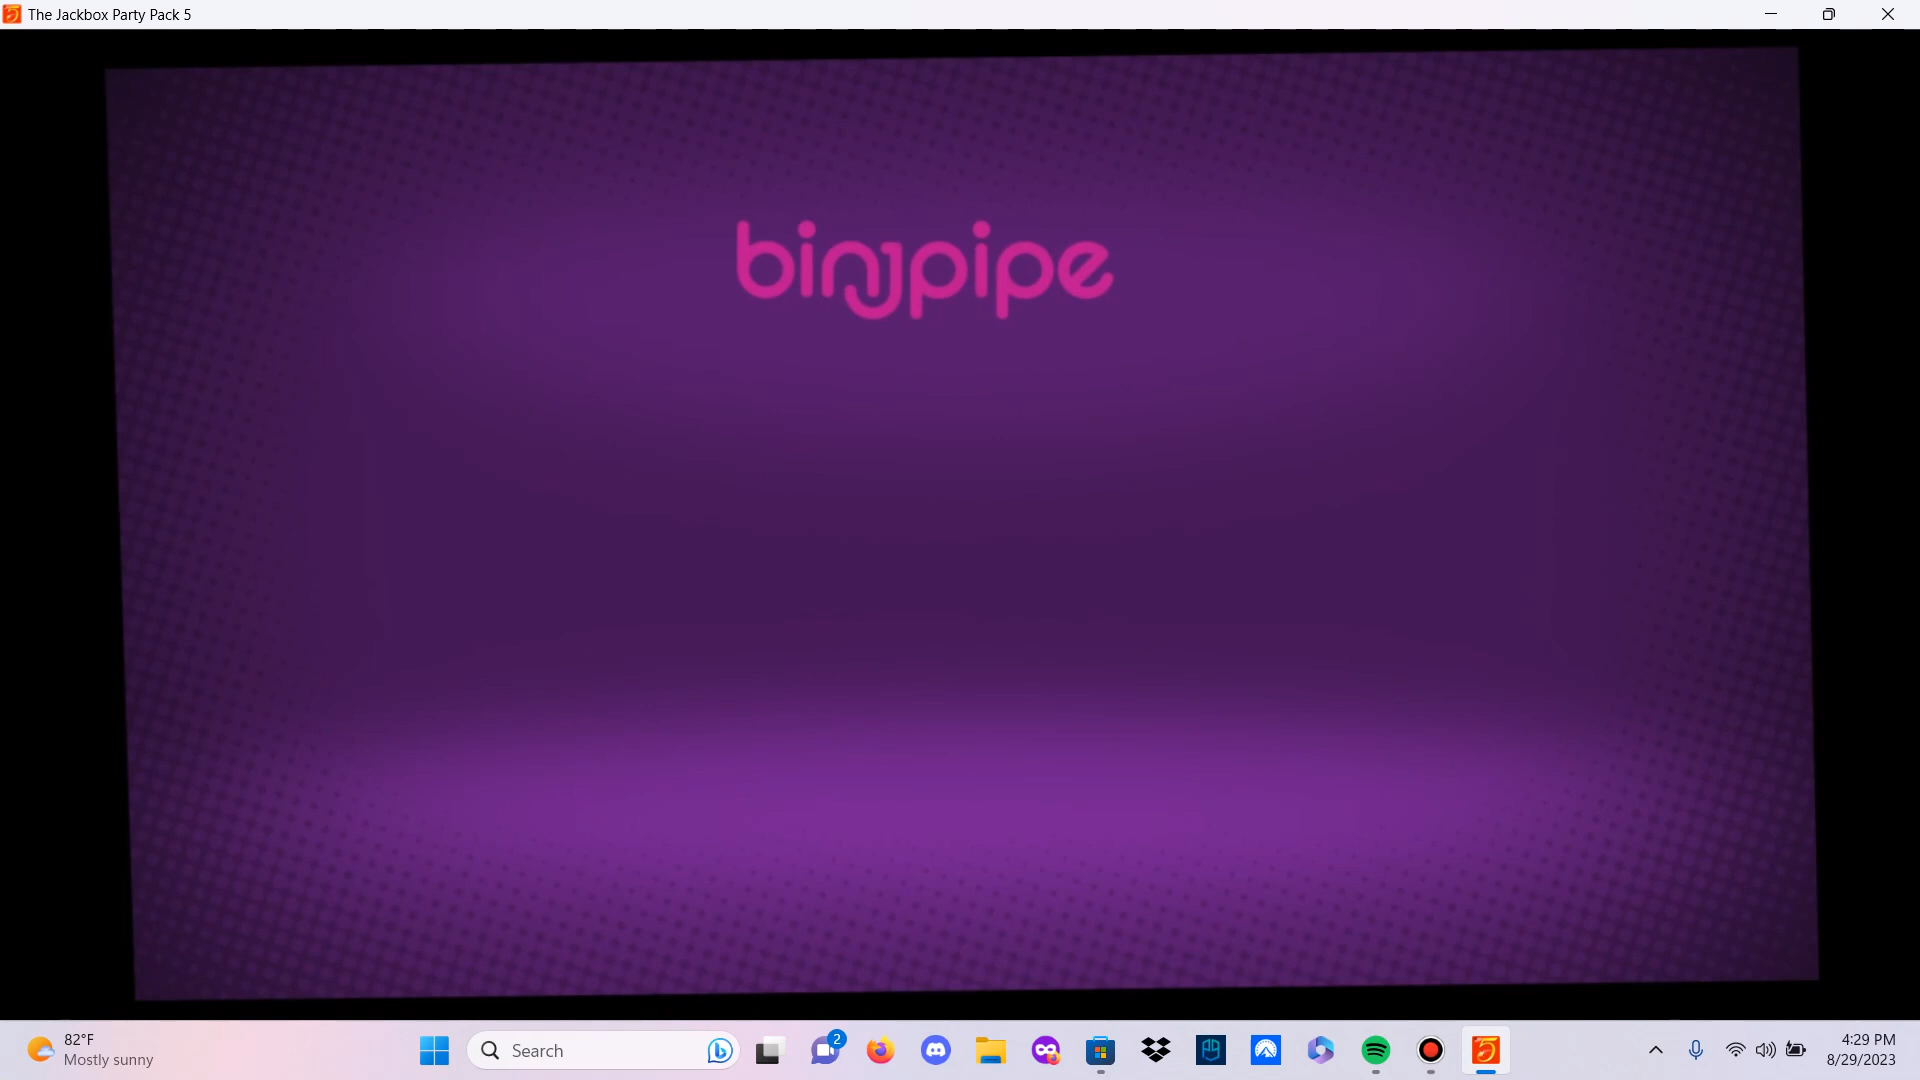 The Jackbox Party Pack 5
binjpipe
82°F
Mostly sunny
Search
2
4:29 PM
8/29/2023